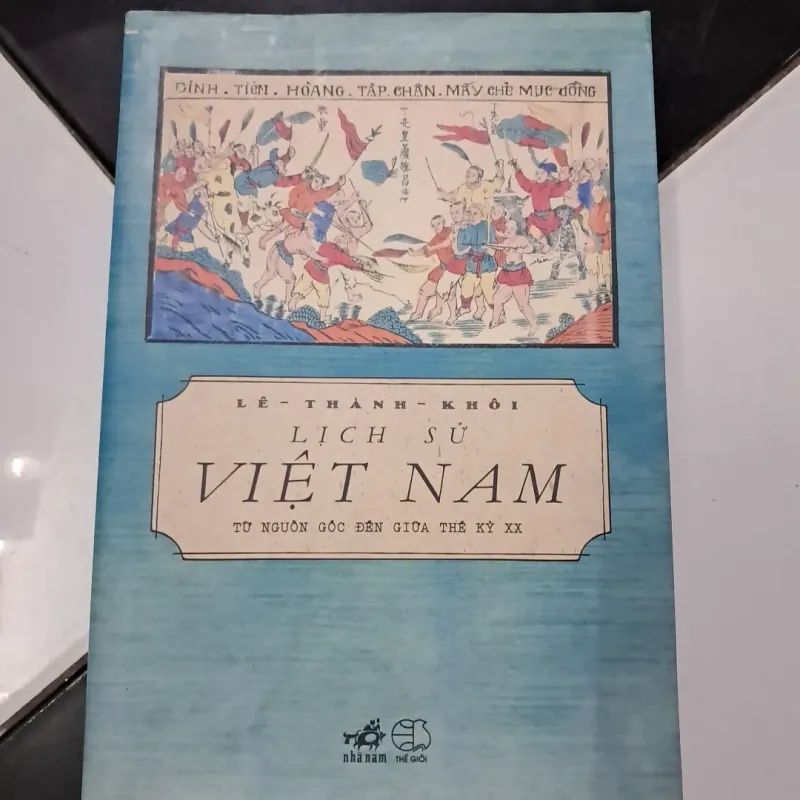 ĐINH . TIÊN . HOÀNG . TẬP . CHẬN . MẤY CHẺ MỤC ĐỒNG
LÊ - THÀNH - KHÔI
LỊCH SỬ
VIỆT NAM
TỪ NGUỒN GỐC ĐẾN GIỮA THẾ KỶ XX
nhã nam
THẾ GIỚI